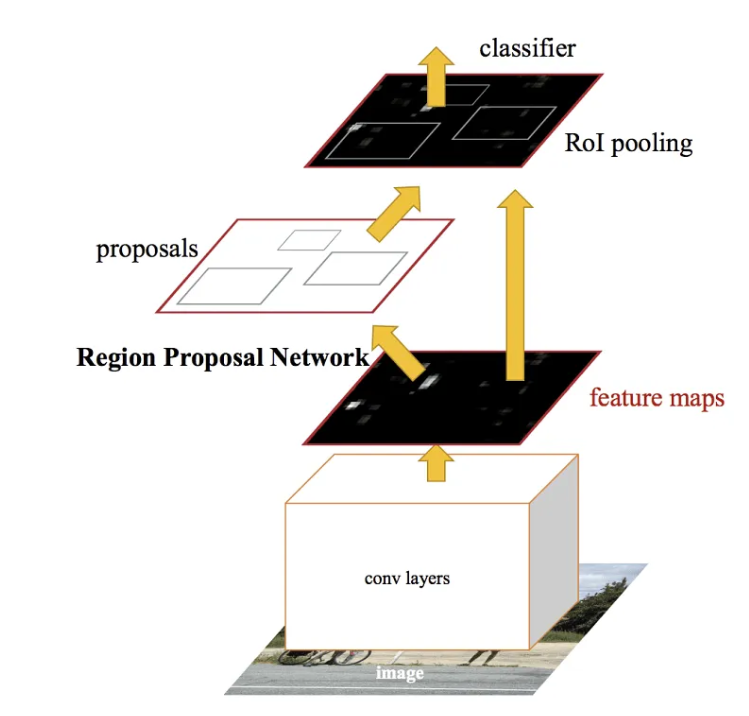 classifier
RoI pooling
proposals
Region Proposal Network
feature maps
conv layers
image